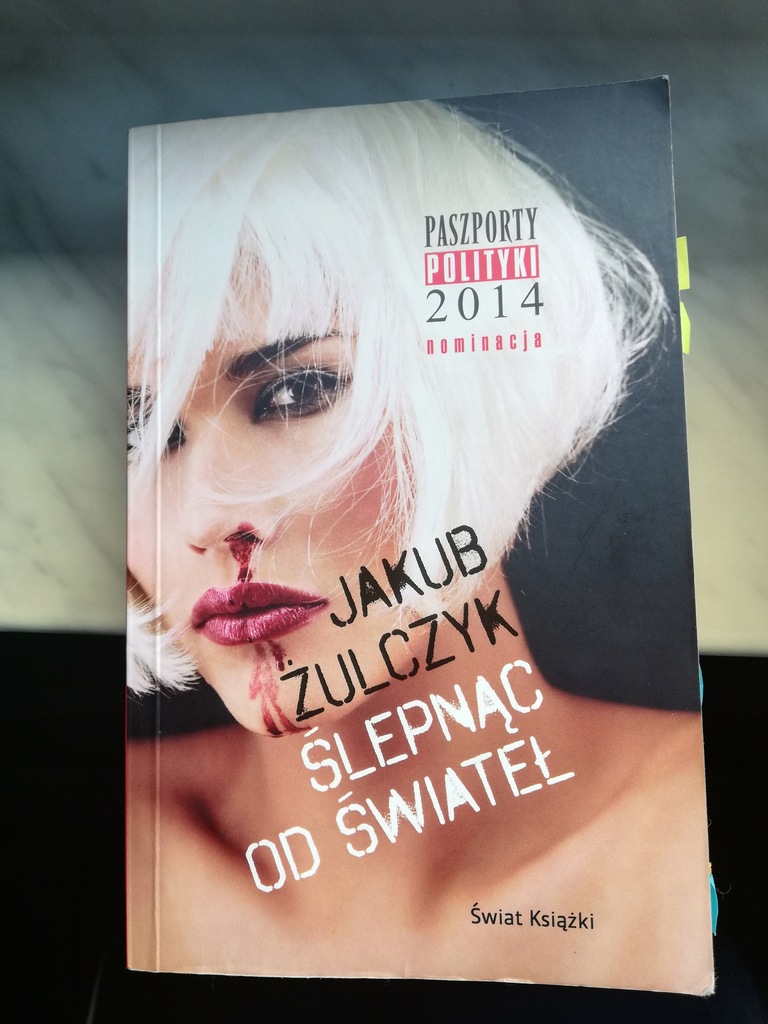 PASZPORTY
POLITYKI
2014
nominacja
JAKUB
ŻULCZYK
ŚLEPNĄC
OD ŚWIATEŁ
Świat Książki